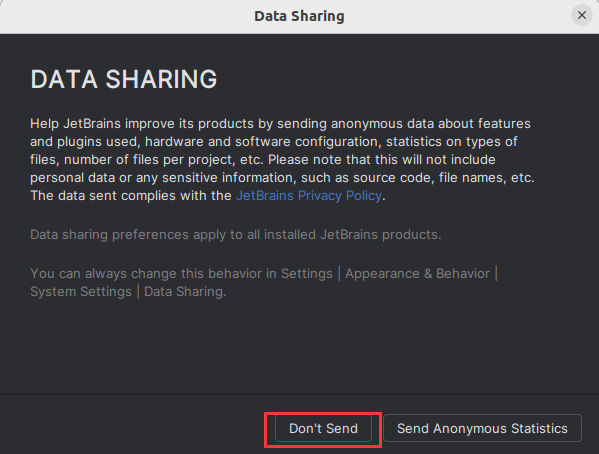 Data Sharing
DATA SHARING
Help JetBrains improve its products by sending anonymous data about features
and plugins used, hardware and software configuration, statistics on types of
files, number of files per project, etc. Please note that this will not include
personal data or any sensitive information, such as source code, file names, etc.
The data sent complies with the JetBrains Privacy Policy.
Data sharing preferences apply to all installed JetBrains products.
You can always change this behavior in Settings | Appearance & Behavior |
System Settings | Data Sharing.
Don't Send
Send Anonymous Statistics